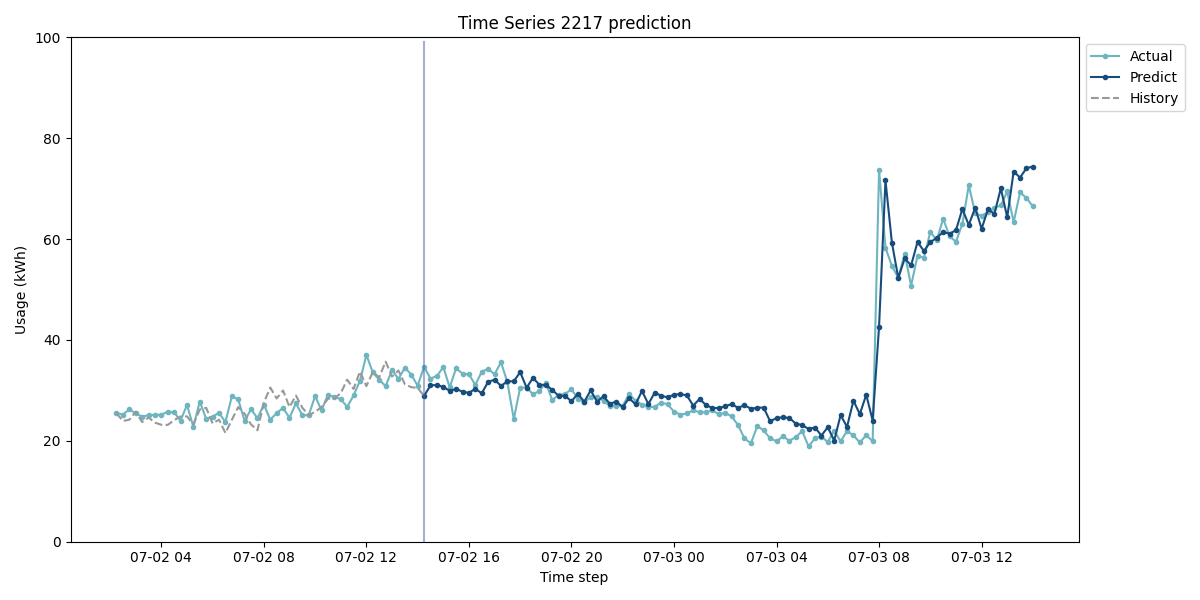 Time Series 2217 prediction
100
80
60
40
20
0
Usage (kWh)
07-02 04
07-02 08
07-02 12
07-02 16
07-02 20
07-03 00
07-03 04
07-03 08
07-03 12
Time step
Actual
Predict
History